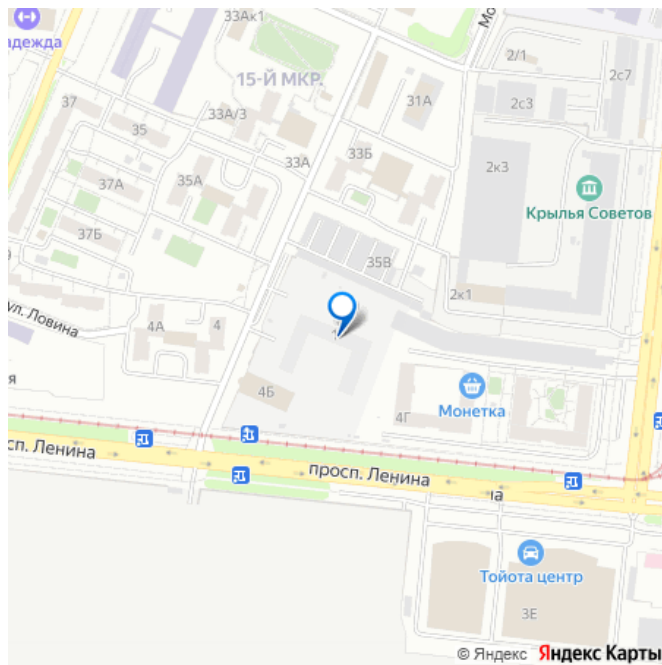 33Ак1
2/1
2с7
адежда
15-Й МКР.
37
31А
2с3
35
33А/3
33А
33Б
2к3
37А
35А
Крылья Советов
37Б
35В
2к1
ул. Ловина
4А
4
4Б
Монетка
4Г
сп. Ленина
просп. Ленина
Тойота центр
3Е
© Яндекс Яндекс Карты